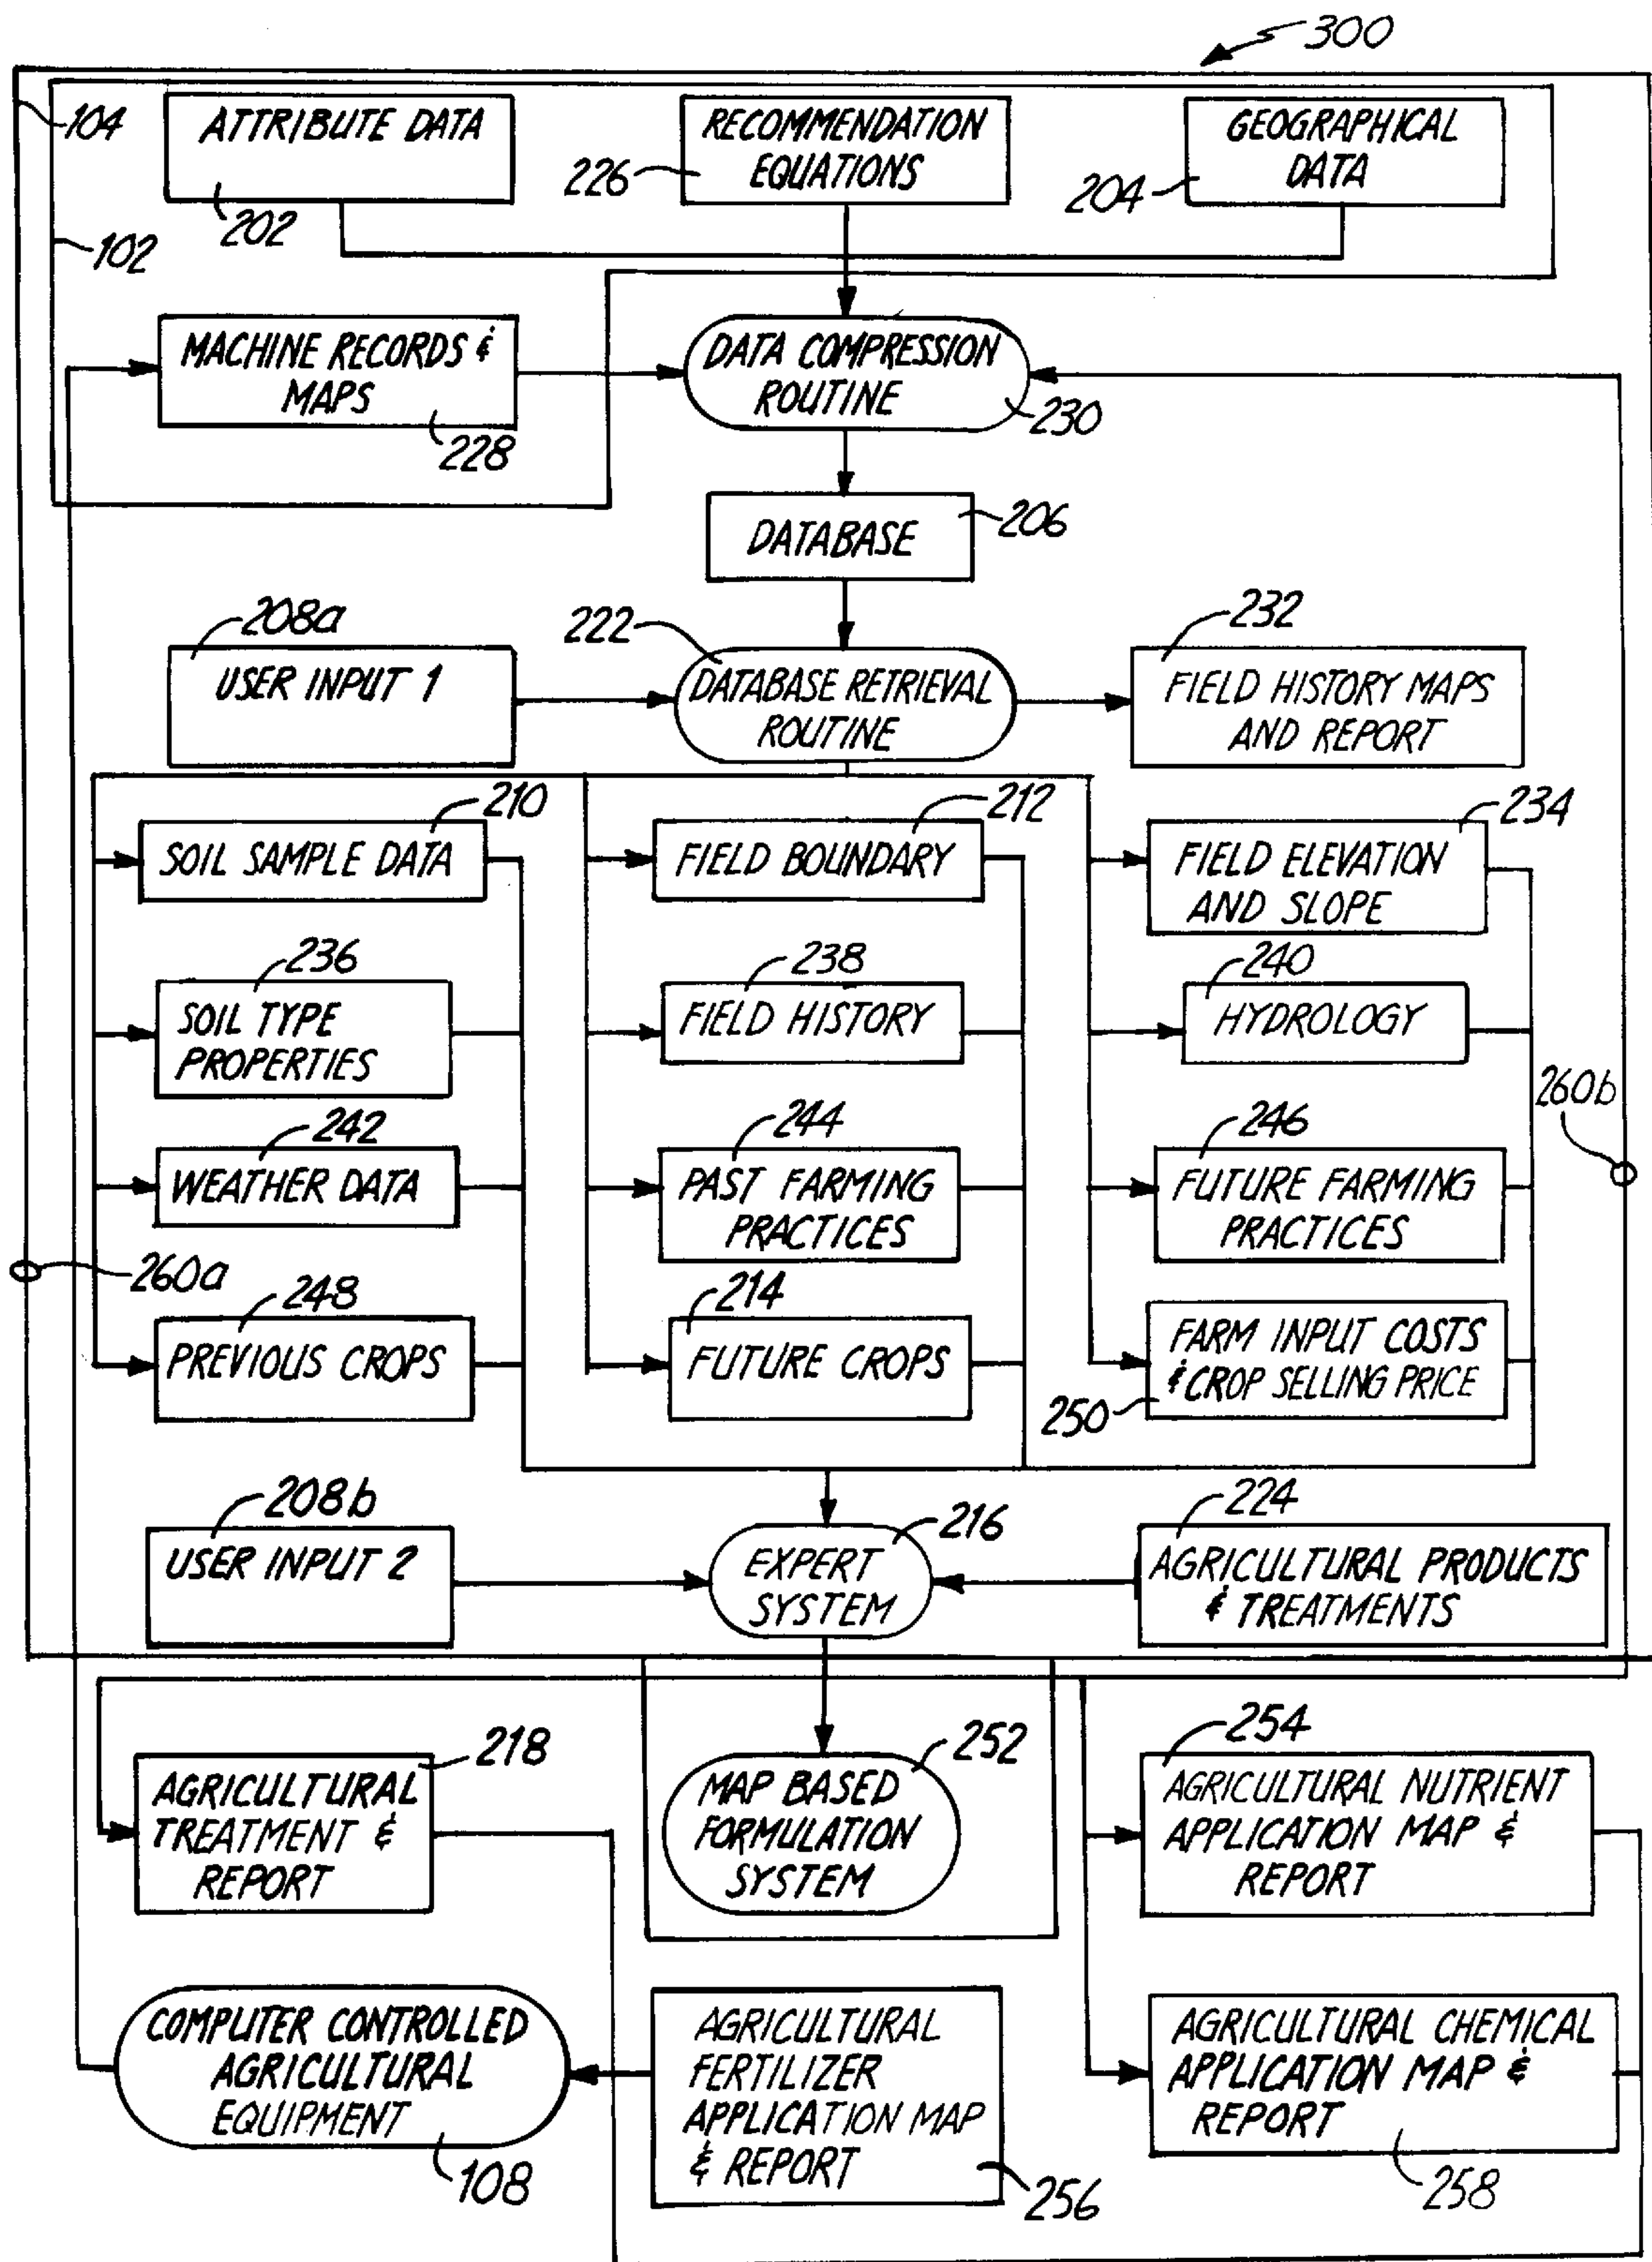 300
104
ATTRIBUTE DATA
202
RECOMMENDATION
EQUATIONS
226
GEOGRAPHICAL
DATA
204
102
MACHINE RECORDS &
MAPS
228
DATA COMPRESSION
ROUTINE
230
DATABASE
206
208a
USER INPUT 1
222
DATABASE RETRIEVAL
ROUTINE
232
FIELD HISTORY MAPS
AND REPORT
210
SOIL SAMPLE DATA
212
FIELD BOUNDARY
234
FIELD ELEVATION
AND SLOPE
236
SOIL TYPE
PROPERTIES
238
FIELD HISTORY
240
HYDROLOGY
260b
242
WEATHER DATA
244
PAST FARMING
PRACTICES
246
FUTURE FARMING
PRACTICES
260a
248
PREVIOUS CROPS
214
FUTURE CROPS
FARM INPUT COSTS
& CROP SELLING PRICE
250
208b
USER INPUT 2
216
EXPERT
SYSTEM
224
AGRICULTURAL PRODUCTS
& TREATMENTS
218
AGRICULTURAL
TREATMENT &
REPORT
252
MAP BASED
FORMULATION
SYSTEM
254
AGRICULTURAL NUTRIENT
APPLICATION MAP &
REPORT
COMPUTER CONTROLLED
AGRICULTURAL
EQUIPMENT
108
AGRICULTURAL
FERTILIZER
APPLICATION MAP
& REPORT
256
AGRICULTURAL CHEMICAL
APPLICATION MAP &
REPORT
258